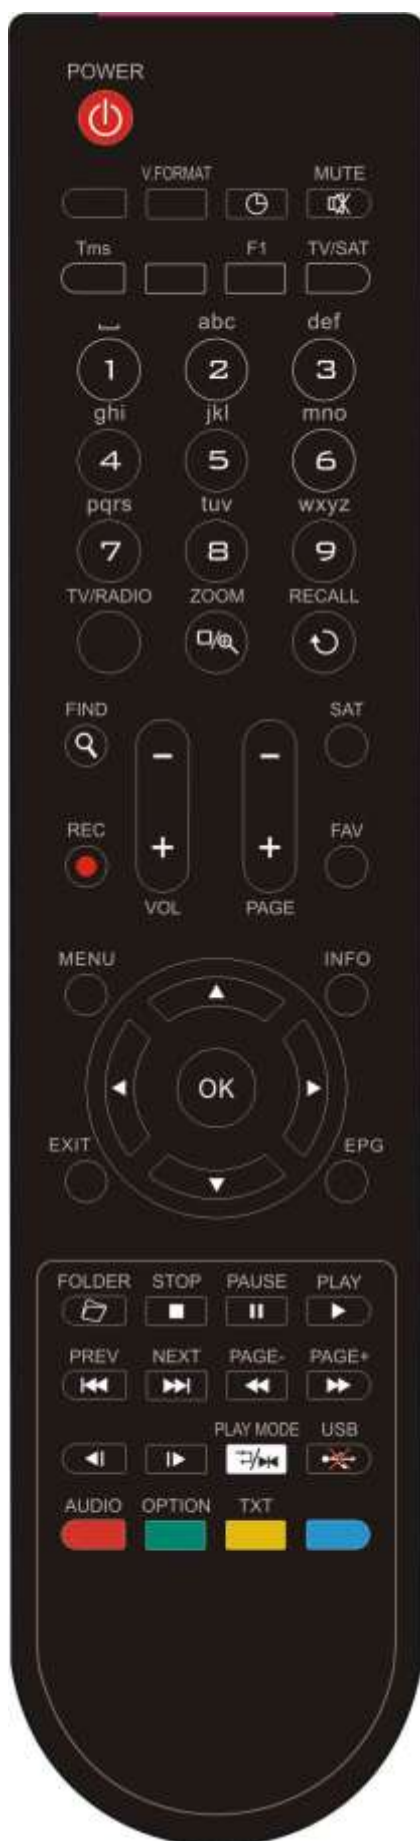 POWER
V.FORMAT MUTE
Tms F1 TV/SAT
abc def
1 2 3
ghi jkl mno
4 5 6
pqrs tuv wxyz
7 8 9
TV/RADIO ZOOM RECALL
FIND SAT
REC FAV
VOL PAGE
MENU INFO
OK
EXIT EPG
FOLDER STOP PAUSE PLAY
PREV NEXT PAGE- PAGE+
PLAY MODE USB
AUDIO OPTION TXT